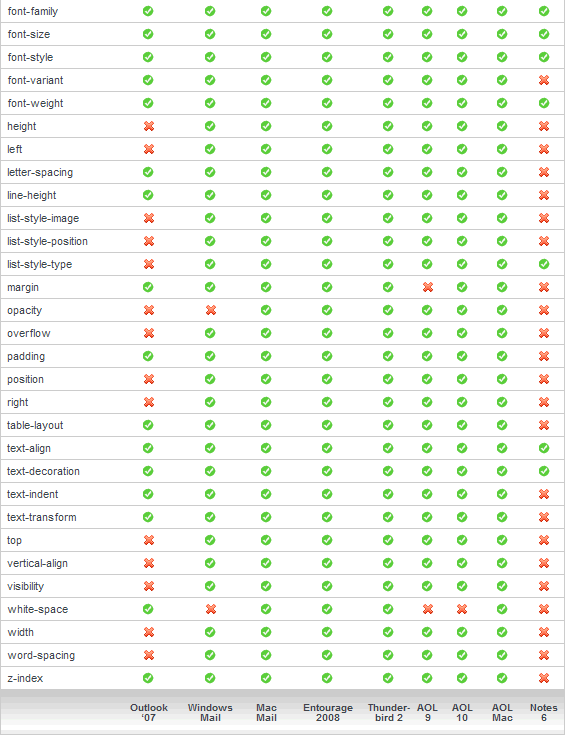 font-family
font-size
font-style
font-variant
font-weight
height
left
letter-spacing
line-height
list-style-image
list-style-position
list-style-type
margin
opacity
overflow
padding
position
right
table-layout
text-align
text-decoration
text-indent
text-transform
top
vertical-align
visibility
white-space
width
word-spacing
z-index
Outlook Windows Mac Entourage Thunder- AOL AOL AOL Notes
‘07 Mail Mail 2008 bird 2 9 10 Mac 6